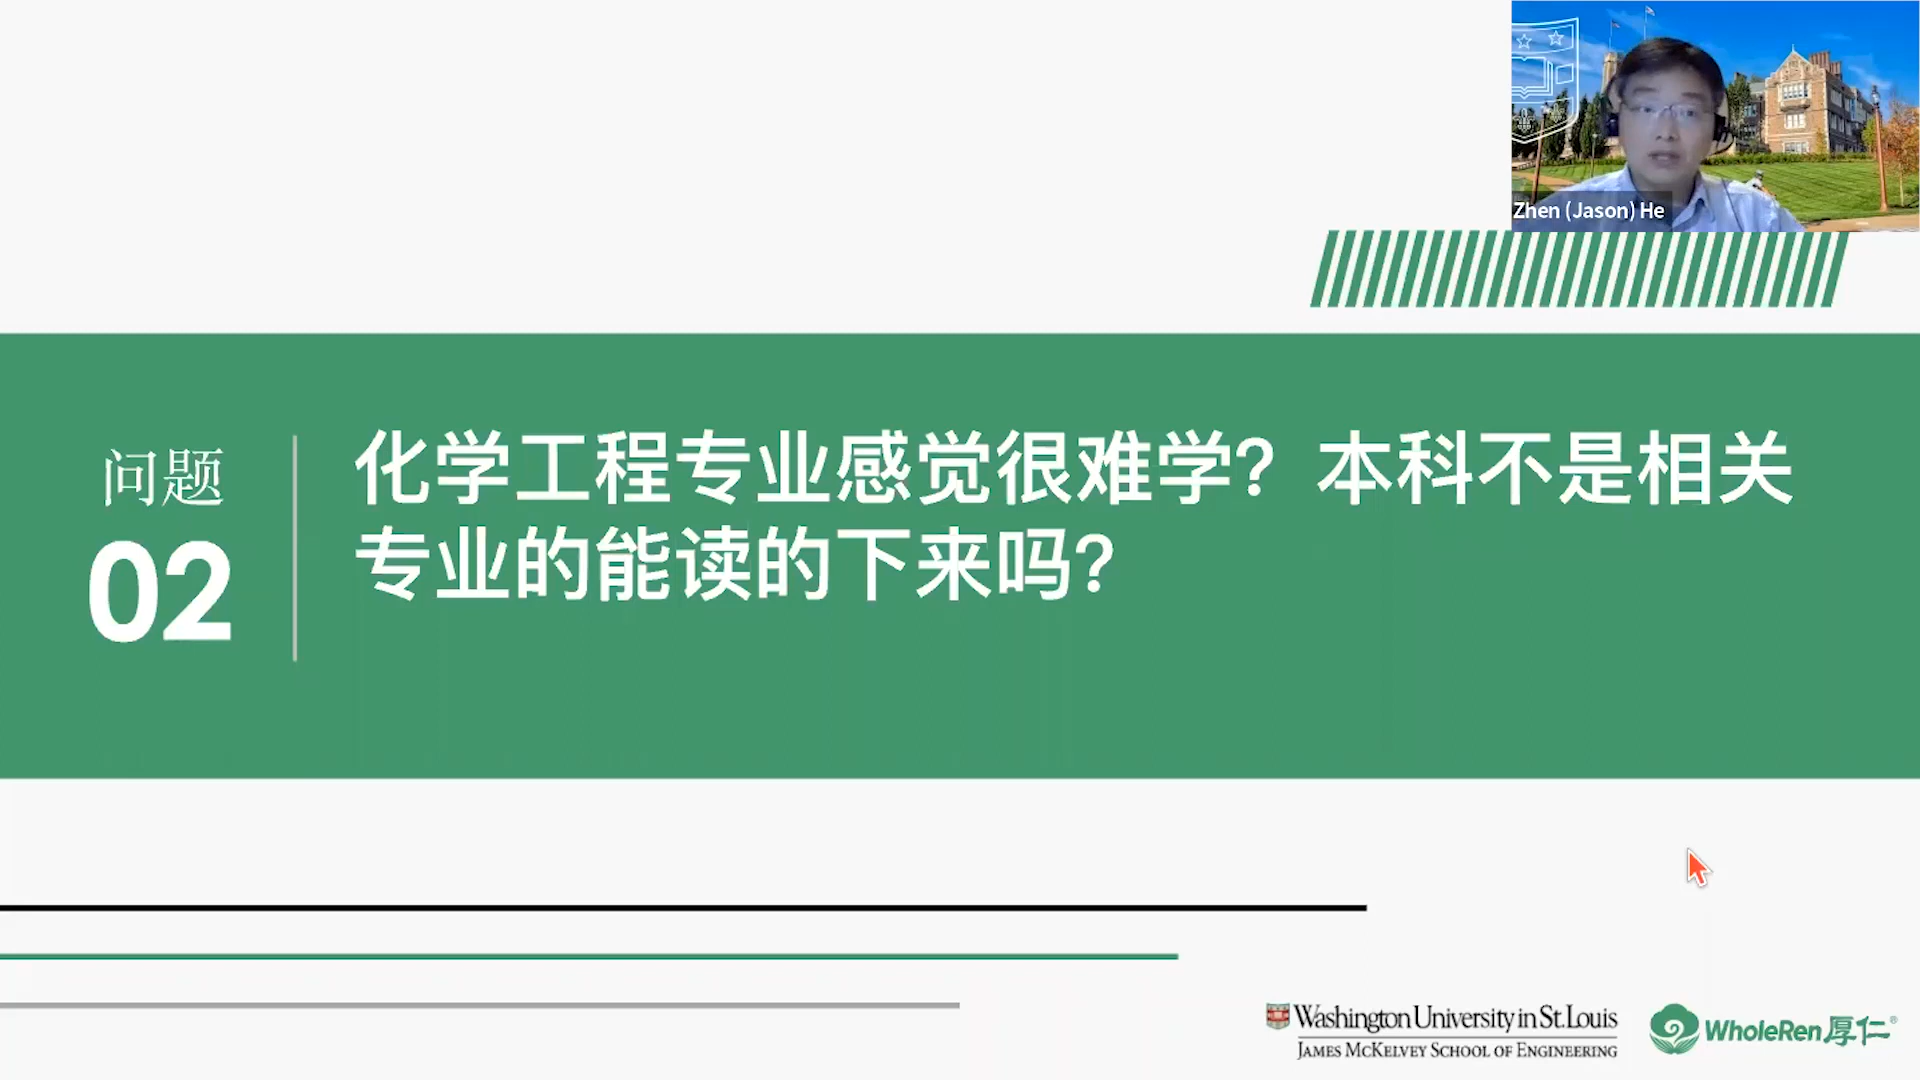 Zhen (Jason) He
问题
02
化学工程专业感觉很难学？本科不是相关
专业的能读的下来吗？
Washington University in St. Louis
JAMES MCKELVEY SCHOOL OF ENGINEERING
WholeRen厚仁®